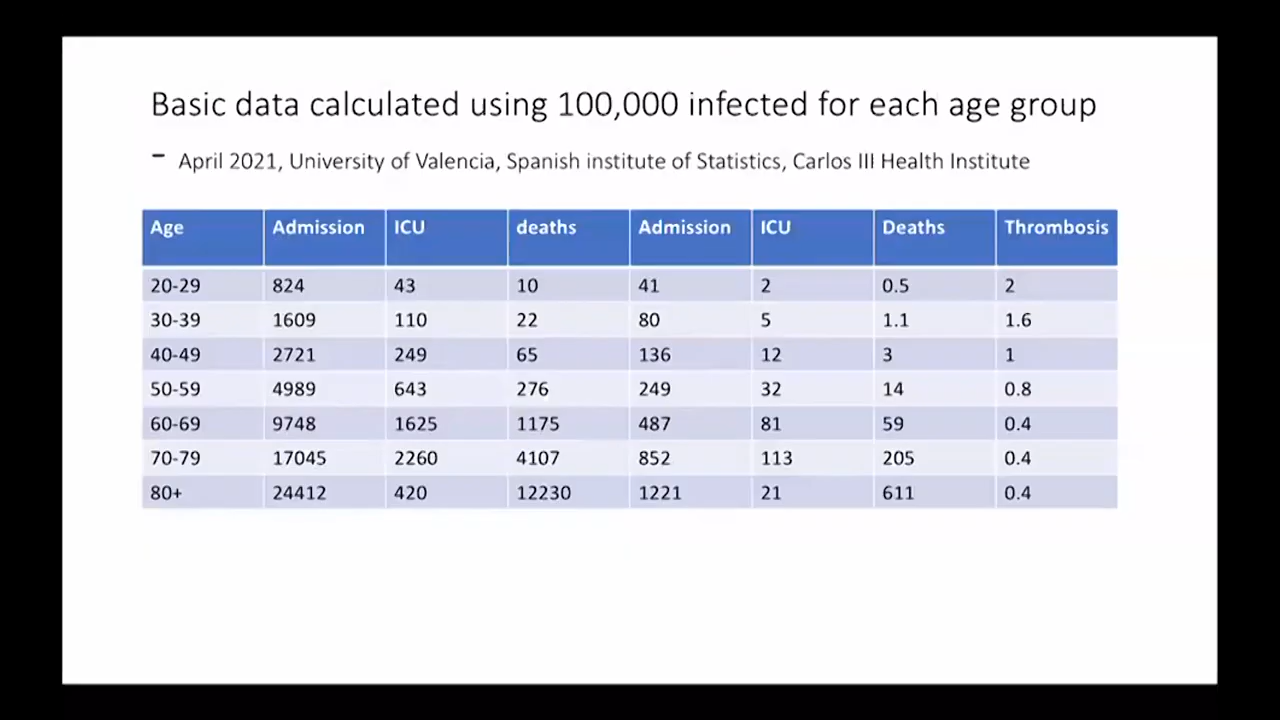 Basic data calculated using 100,000 infected for each age group
– April 2021, University of Valencia, Spanish institute of Statistics, Carlos III Health Institute
Age Admission ICU deaths Admission ICU Deaths Thrombosis
20-29 824 43 10 41 2 0.5 2
30-39 1609 110 22 80 5 1.1 1.6
40-49 2721 249 65 136 12 3 1
50-59 4989 643 276 249 32 14 0.8
60-69 9748 1625 1175 487 81 59 0.4
70-79 17045 2260 4107 852 113 205 0.4
80+ 24412 420 12230 1221 21 611 0.4